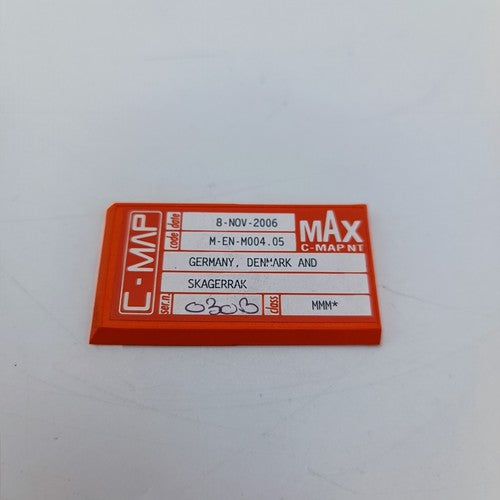 C-MAP
date 8-NOV-2006
code M-EN-M004.05
MAX
C-MAP NT
GERMANY, DENMARK AND
SKAGERRAK
ser.n. 0303
class MMM*